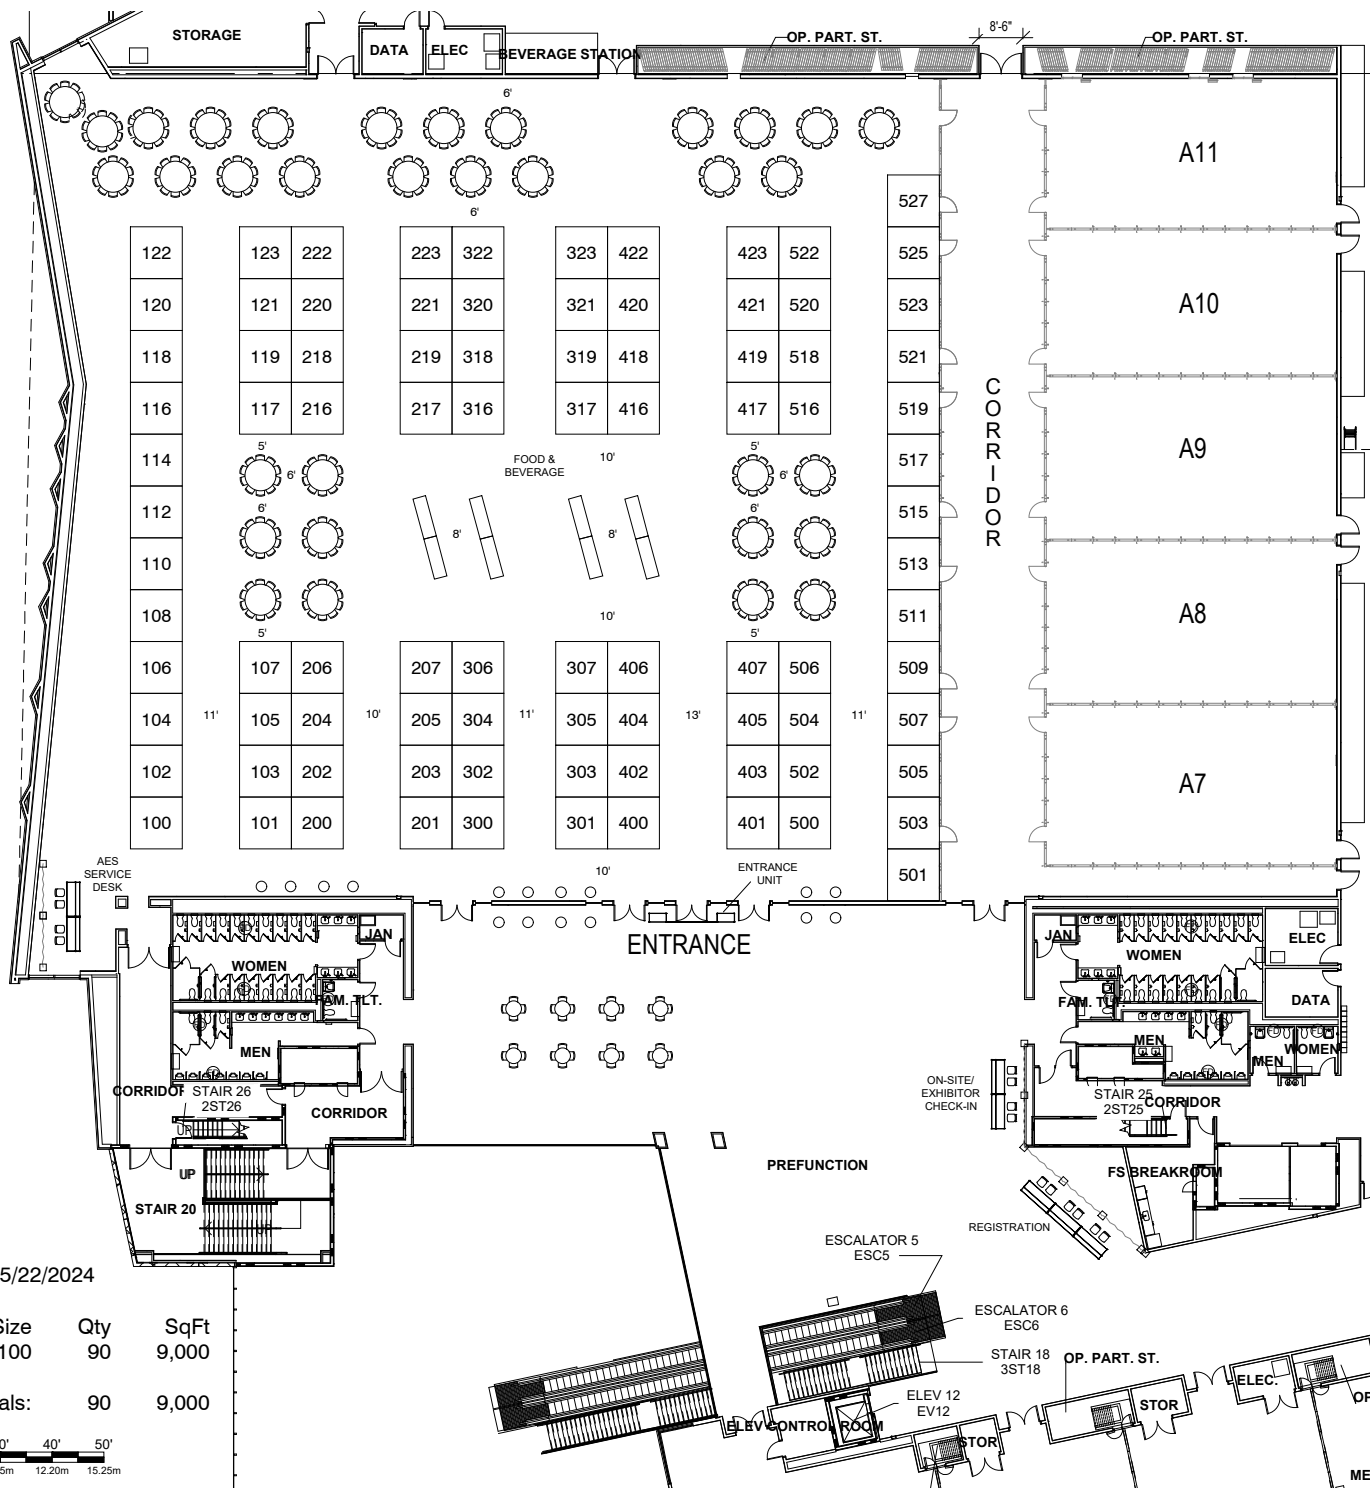 STORAGE
DATA
ELEC
BEVERAGE STATION
OP. PART. ST.
8'-6"
OP. PART. ST.
6'
A11
527
6'
122
123 222
223 322
323 422
423 522
525
120
121 220
221 320
321 420
421 520
523
A10
118
119 218
219 318
319 418
419 518
521
116
117 216
217 316
317 416
417 516
519
CORRIDOR
5'
5'
114
6'
FOOD &
BEVERAGE
10'
6'
517
A9
112
6'
8'
8'
6'
515
110
513
108
10'
511
A8
5'
5'
106
107 206
207 306
307 406
407 506
509
104
11'
105 204
10'
205 304
11'
305 404
13'
405 504
11'
507
102
103 202
203 302
303 402
403 502
505
A7
100
101 200
201 300
301 400
401 500
503
501
AES
SERVICE
DESK
10'
ENTRANCE
UNIT
ENTRANCE
JAN
WOMEN
FAM. TLT.
MEN
CORRIDOR
STAIR 26
2ST26
UP
CORRIDOR
UP
STAIR 20
JAN
WOMEN
ELEC
FAM. TLT.
DATA
MEN
MEN
WOMEN
ON-SITE/
EXHIBITOR
CHECK-IN
STAIR 25
2ST25
CORRIDOR
PREFUNCTION
FS BREAKROOM
REGISTRATION
ESCALATOR 5
ESC5
ESCALATOR 6
ESC6
STAIR 18
3ST18
OP. PART. ST.
ELEC.
ELEV 12
EV12
STOR
ELEV CONTROL ROOM
STOR
OP
ME
5/22/2024
Size Qty SqFt
100 90 9,000
als: 90 9,000
0' 40' 50'
5m 12.20m 15.25m